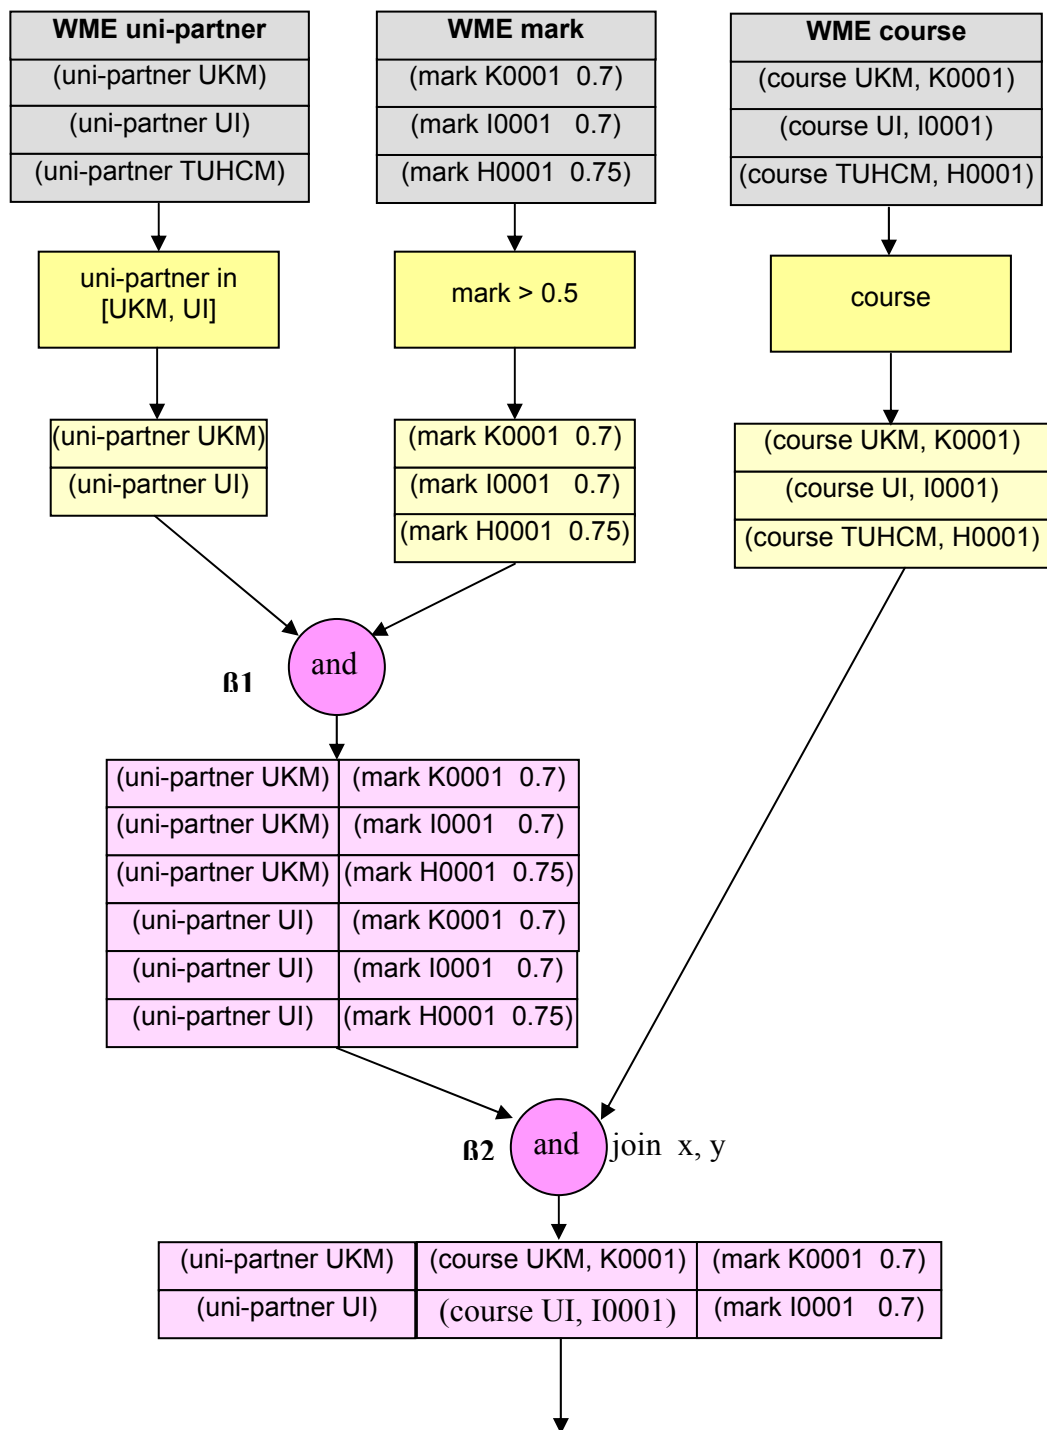 WME uni-partner
(uni-partner UKM)
(uni-partner UI)
(uni-partner TUHCM)
WME mark
(mark K0001 0.7)
(mark I0001 0.7)
(mark H0001 0.75)
WME course
(course UKM, K0001)
(course UI, I0001)
(course TUHCM, H0001)
uni-partner in
[UKM, UI]
mark > 0.5
course
(uni-partner UKM)
(uni-partner UI)
(mark K0001 0.7)
(mark I0001 0.7)
(mark H0001 0.75)
(course UKM, K0001)
(course UI, I0001)
(course TUHCM, H0001)
ß1
and
(uni-partner UKM) (mark K0001 0.7)
(uni-partner UKM) (mark I0001 0.7)
(uni-partner UKM) (mark H0001 0.75)
(uni-partner UI) (mark K0001 0.7)
(uni-partner UI) (mark I0001 0.7)
(uni-partner UI) (mark H0001 0.75)
ß2
and
join x, y
(uni-partner UKM) (course UKM, K0001) (mark K0001 0.7)
(uni-partner UI) (course UI, I0001) (mark I0001 0.7)